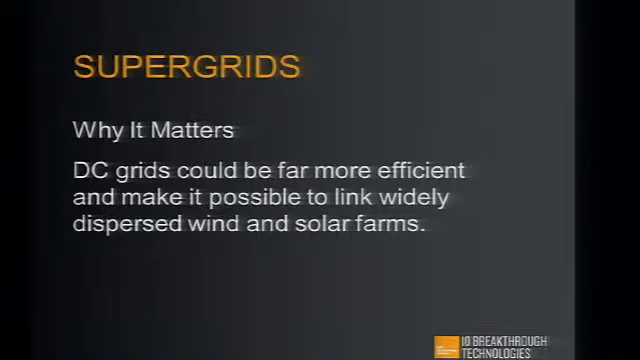 SUPERGRIDS
Why It Matters
DC grids could be far more efficient
and make it possible to link widely
dispersed wind and solar farms.
10 BREAKTHROUGH
TECHNOLOGIES